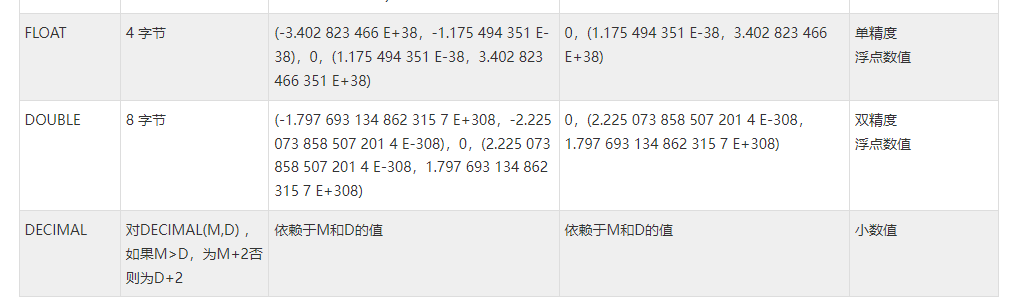 FLOAT
4 字节
(-3.402 823 466 E+38，-1.175 494 351 E-
38)，0，(1.175 494 351 E-38，3.402 823
466 351 E+38)
0，(1.175 494 351 E-38，3.402 823 466
E+38)
单精度
浮点数值
DOUBLE
8 字节
(-1.797 693 134 862 315 7 E+308，-2.225
073 858 507 201 4 E-308)，0，(2.225 073
858 507 201 4 E-308，1.797 693 134 862
315 7 E+308)
0，(2.225 073 858 507 201 4 E-308，
1.797 693 134 862 315 7 E+308)
双精度
浮点数值
DECIMAL
对DECIMAL(M,D) ，
如果M>D，为M+2否
则为D+2
依赖于M和D的值
依赖于M和D的值
小数值